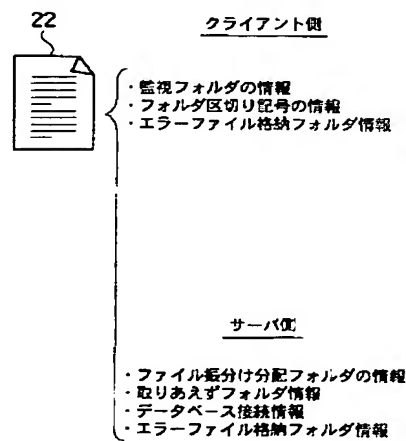 22
クライアント側
・監視フォルダの情報
・フォルダ区切り記号の情報
・エラーファイル格納フォルダ情報
サーバ側
・ファイル振分け分配フォルダの情報
・取りあえずフォルダ情報
・データベース接続情報
・エラーファイル格納フォルダ情報